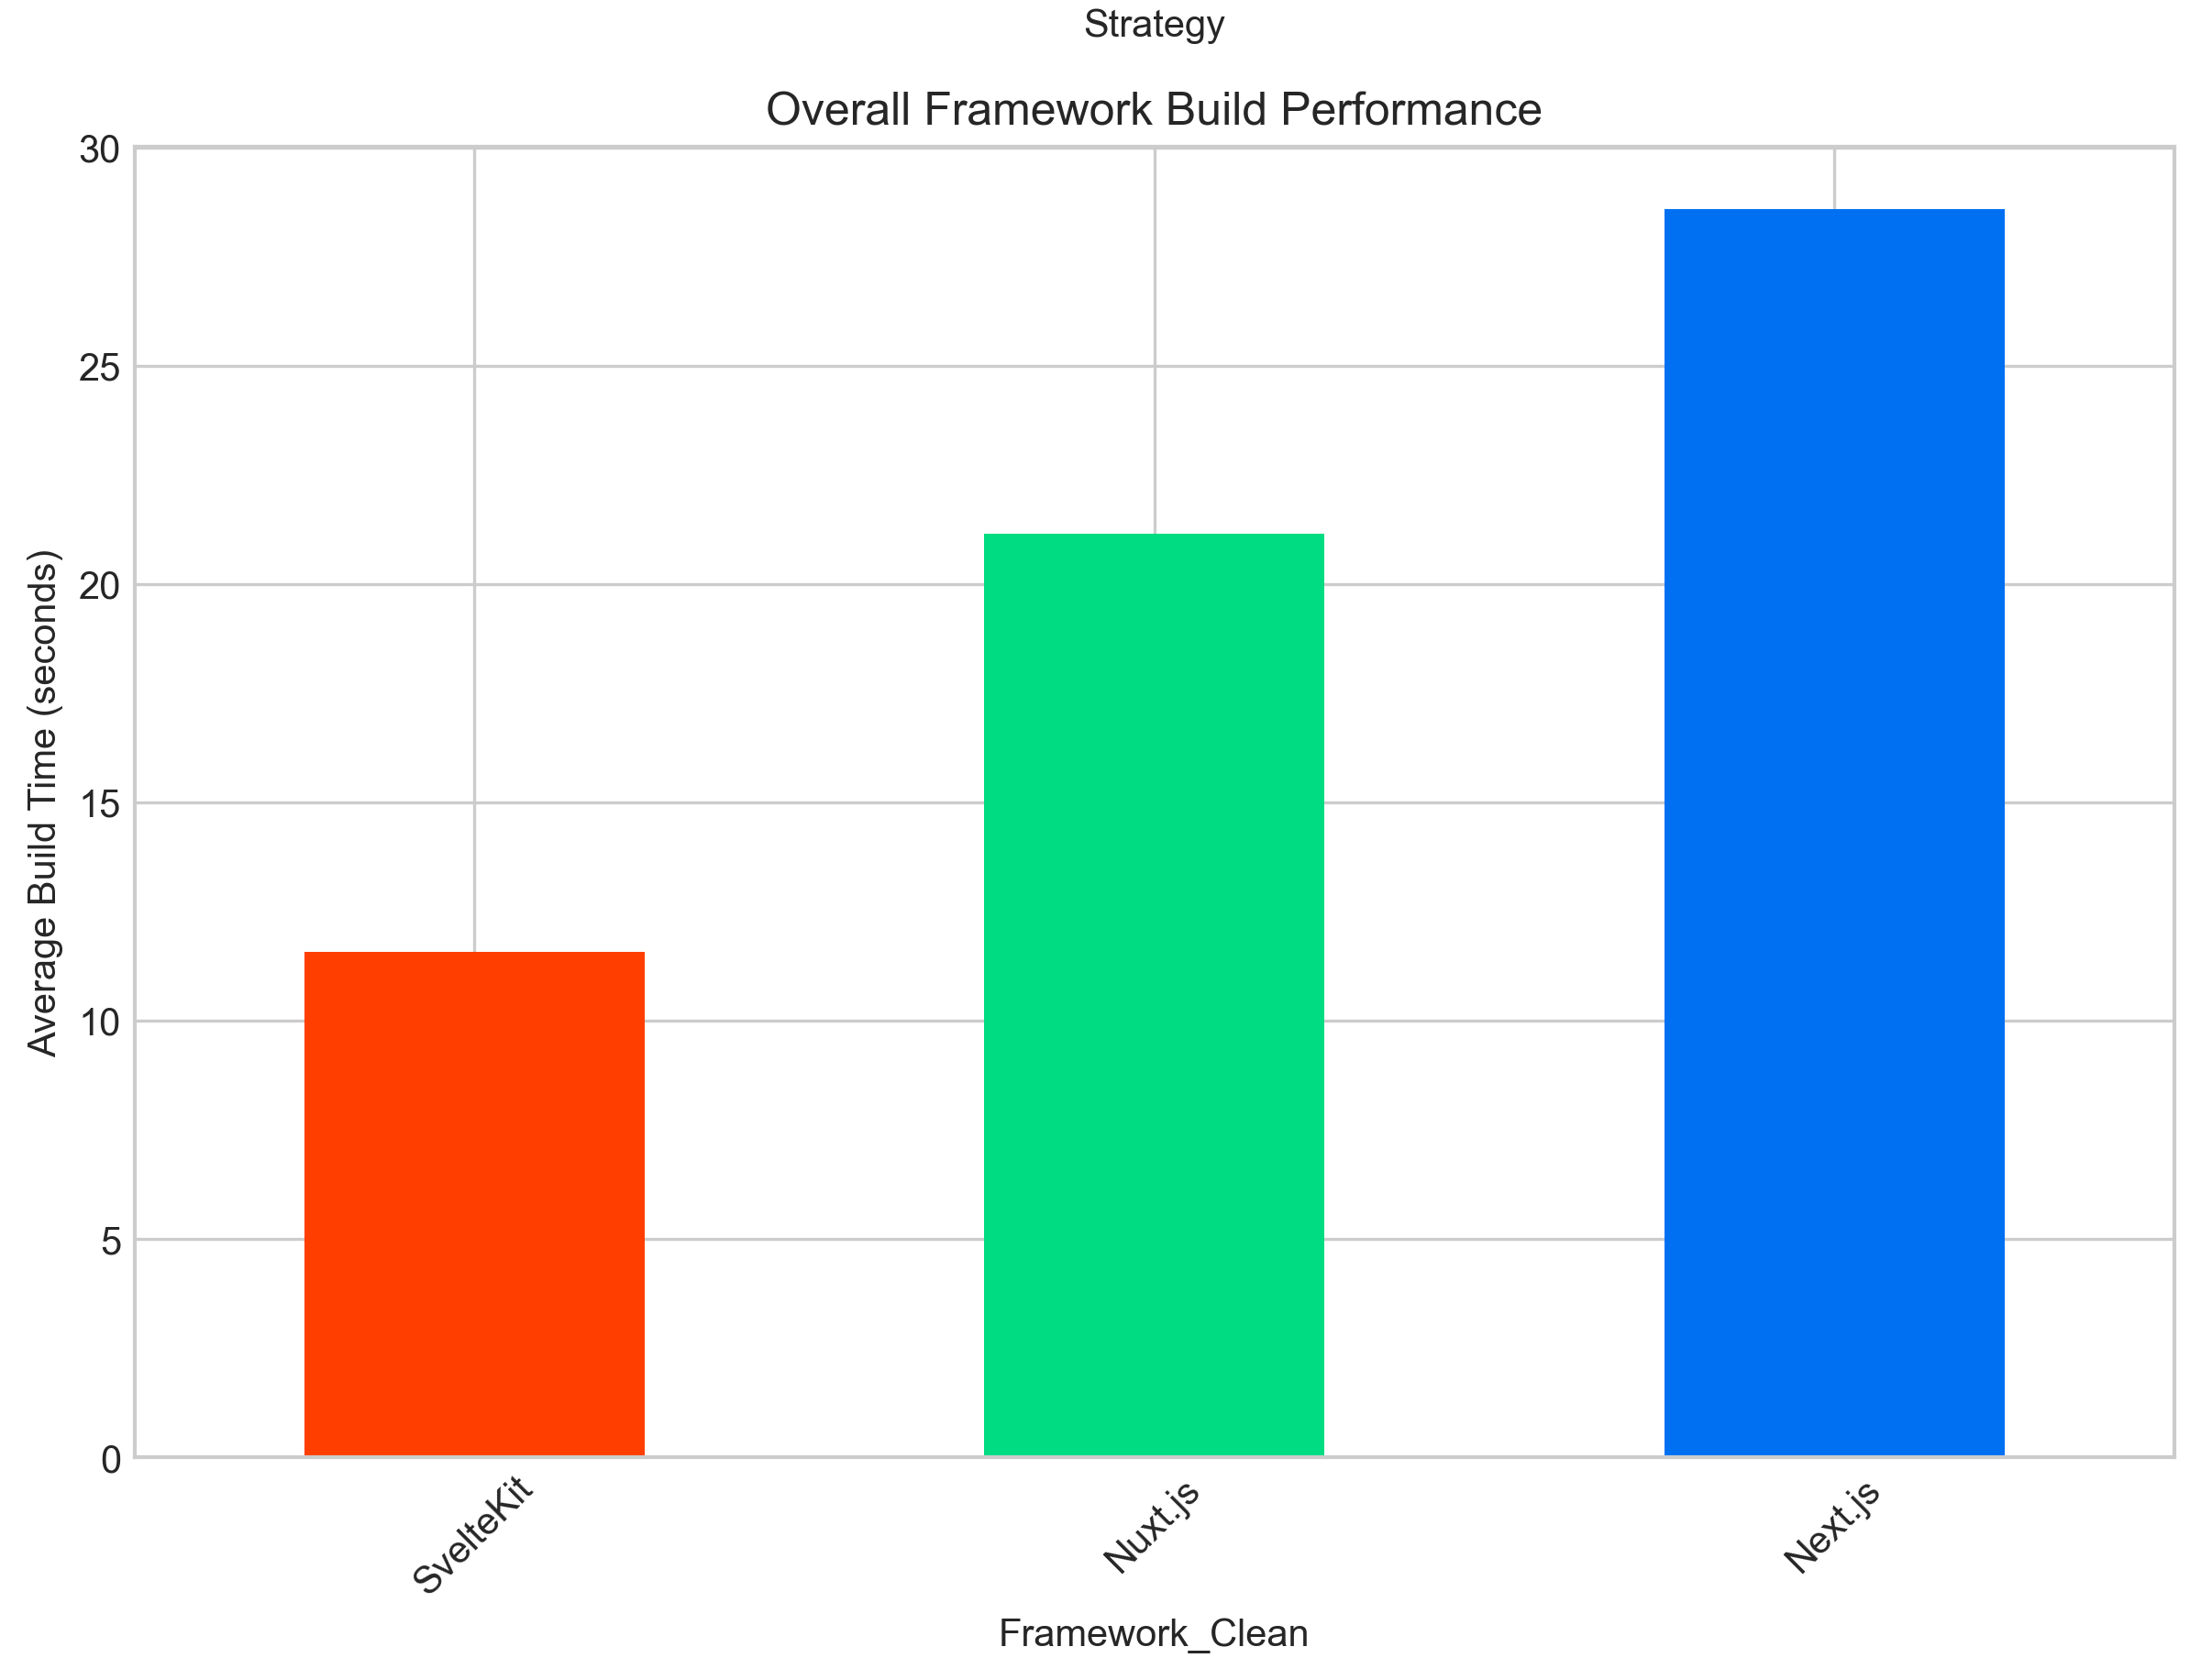 Strategy
Overall Framework Build Performance
30
25
20
15
10
5
0
Average Build Time (seconds)
SvelteKit
Nuxt.js
Next.js
Framework_Clean